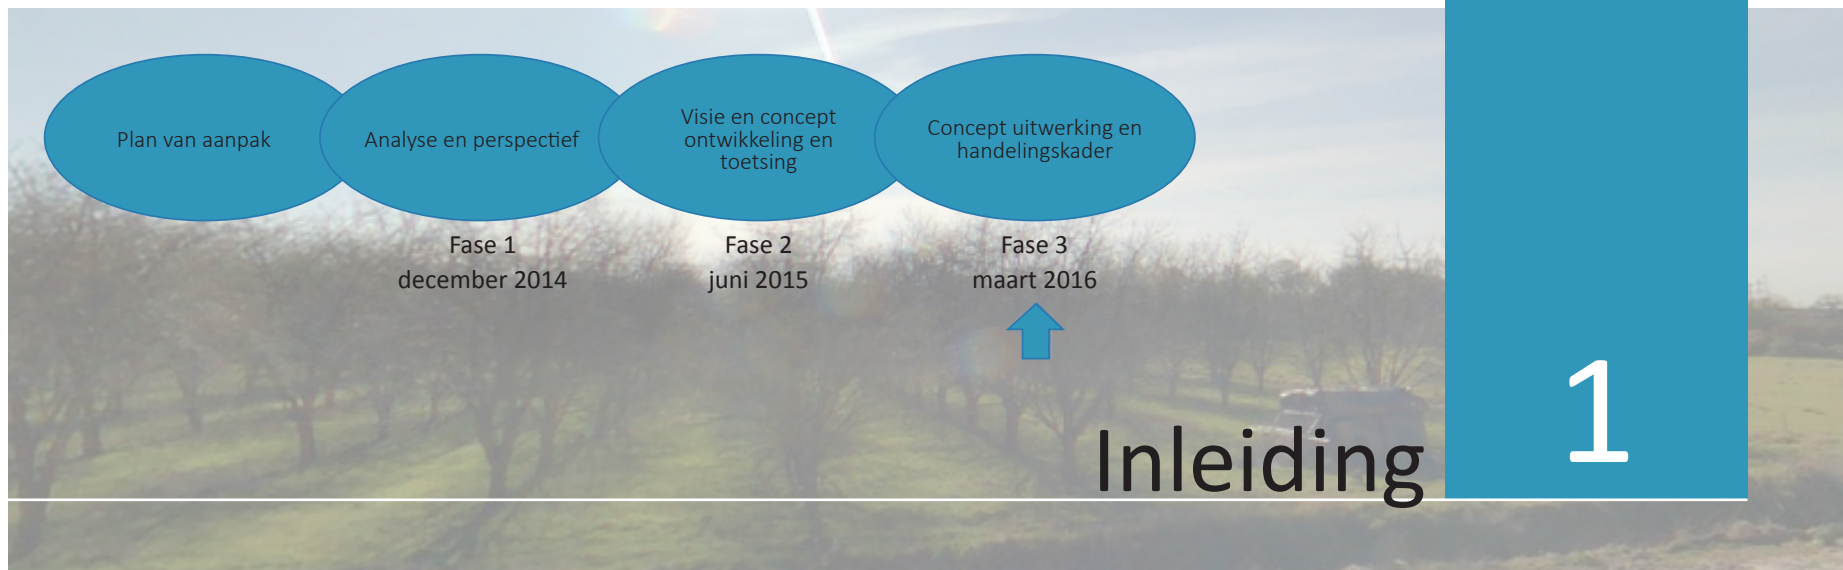 Plan van aanpak
Analyse en perspectief
Visie en concept
ontwikkeling en
toetsing
Concept uitwerking en
handelingskader
Fase 1
december 2014
Fase 2
juni 2015
Fase 3
maart 2016
Inleiding
1